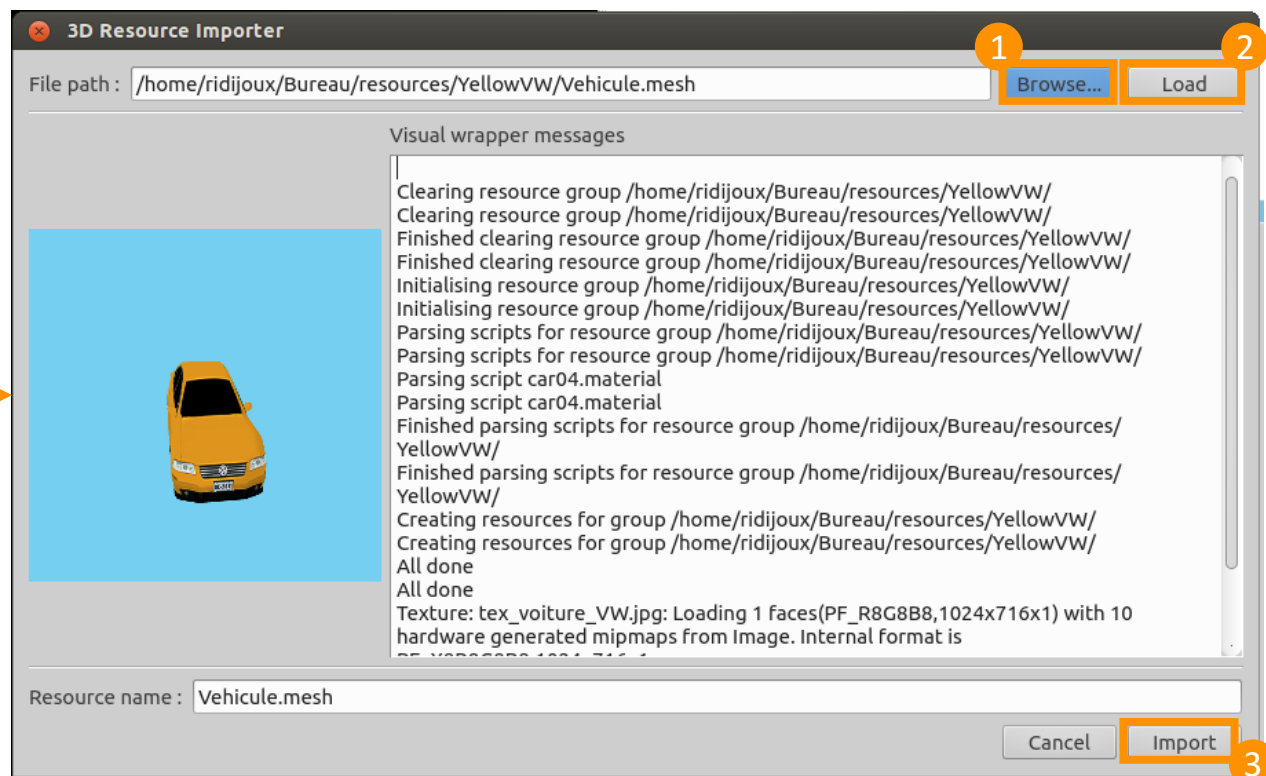 3D Resource Importer
1
2
File path : /home/ridijoux/Bureau/resources/YellowVW/Vehicule.mesh Browse... Load
Visual wrapper messages
Clearing resource group /home/ridijoux/Bureau/resources/YellowVW/
Clearing resource group /home/ridijoux/Bureau/resources/YellowVW/
Finished clearing resource group /home/ridijoux/Bureau/resources/YellowVW/
Finished clearing resource group /home/ridijoux/Bureau/resources/YellowVW/
Initialising resource group /home/ridijoux/Bureau/resources/YellowVW/
Initialising resource group /home/ridijoux/Bureau/resources/YellowVW/
Parsing scripts for resource group /home/ridijoux/Bureau/resources/YellowVW/
Parsing scripts for resource group /home/ridijoux/Bureau/resources/YellowVW/
Parsing script car04.material
Parsing script car04.material
Finished parsing scripts for resource group /home/ridijoux/Bureau/resources/
YellowVW/
Finished parsing scripts for resource group /home/ridijoux/Bureau/resources/
YellowVW/
Creating resources for group /home/ridijoux/Bureau/resources/YellowVW/
Creating resources for group /home/ridijoux/Bureau/resources/YellowVW/
All done
All done
Texture: tex_voiture_VW.jpg: Loading 1 faces(PF_R8G8B8,1024x716x1) with 10
hardware generated mipmaps from Image. Internal format is
Resource name : Vehicule.mesh
Cancel Import
3